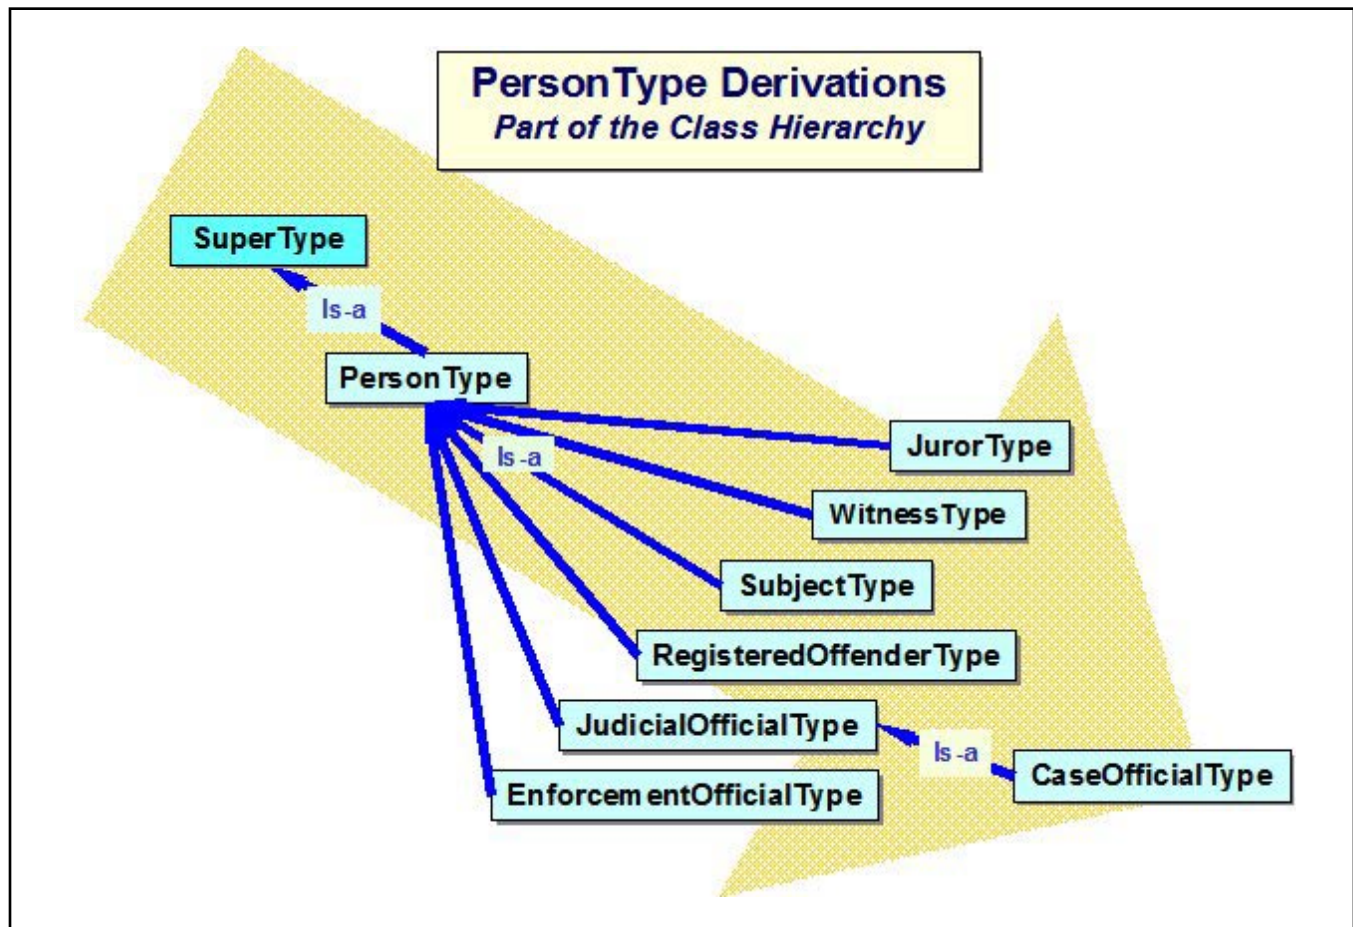 PersonType Derivations
Part of the Class Hierarchy
SuperType
Is-a
PersonType
JurorType
Is-a
WitnessType
SubjectType
RegisteredOffenderType
JudicialOfficialType
Is-a
CaseOfficialType
EnforcementOfficialType